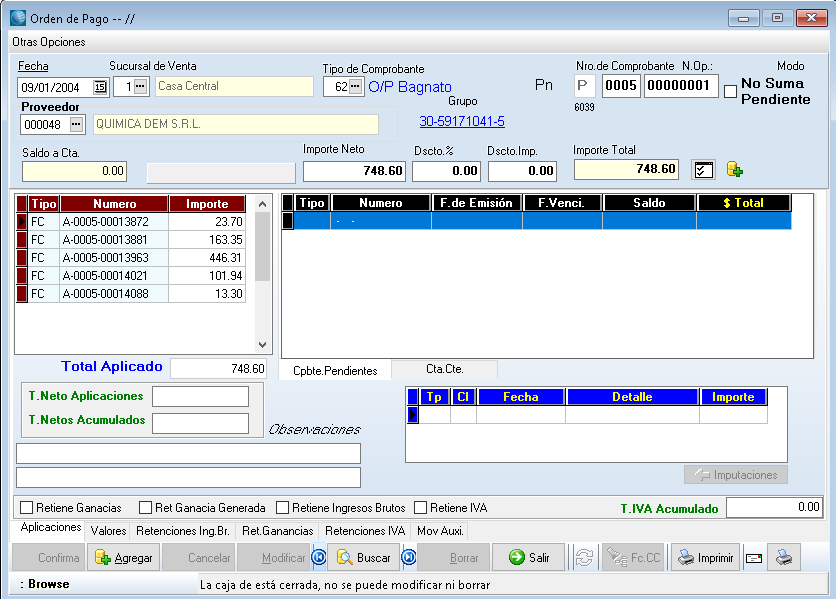 Orden de Pago -- //
Otras Opciones
Fecha Sucursal de Venta Tipo de Comprobante Nro.de Comprobante N.Op.: Modo
09/01/2004 15 1 ... Casa Central 62 ... O/P Bagnato Pn P 0005 00000001 No Suma Pendiente
Proveedor Grupo 6039
000048 ... QUIMICA DEM S.R.L. 30-59171041-5
Saldo a Cta. Importe Neto Dscto.% Dscto.Imp. Importe Total
0.00 748.60 0.00 0.00 748.60
Tipo Numero Importe
FC A-0005-00013872 23.70
FC A-0005-00013881 163.35
FC A-0005-00013963 446.31
FC A-0005-00014021 101.94
FC A-0005-00014088 13.30
Total Aplicado 748.60
Tipo Numero F.de Emisión F.Venci. Saldo $ Total
- -
Cpbte.Pendientes Cta.Cte.
T.Neto Aplicaciones
T.Netos Acumulados
Observaciones
Tp Cl Fecha Detalle Importe
Imputaciones
Retiene Ganacias Ret Ganacia Generada Retiene Ingresos Brutos Retiene IVA T.IVA Acumulado 0.00
Aplicaciones Valores Retenciones Ing.Br. Ret.Ganancias Retenciones IVA Mov Auxi.
Confirma Agregar Cancelar Modificar Buscar Borrar Salir Fc.CC Imprimir
: Browse La caja de está cerrada, no se puede modificar ni borrar